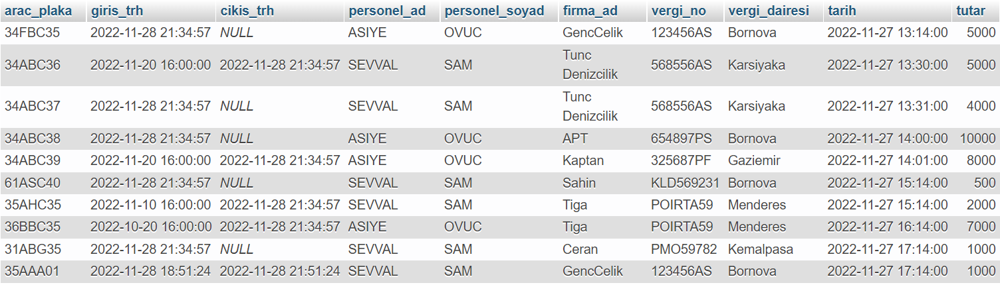 arac_plaka giris_trh cikis_trh personel_ad personel_soyad firma_ad vergi_no vergi_dairesi tarih tutar
34FBC35 2022-11-28 21:34:57 NULL ASIYE OVUC GencCelik 123456AS Bornova 2022-11-27 13:14:00 5000
34ABC36 2022-11-20 16:00:00 2022-11-28 21:34:57 SEVVAL SAM Tunc Denizcilik 568556AS Karsiyaka 2022-11-27 13:30:00 5000
34ABC37 2022-11-28 21:34:57 NULL SEVVAL SAM Tunc Denizcilik 568556AS Karsiyaka 2022-11-27 13:31:00 4000
34ABC38 2022-11-28 21:34:57 NULL ASIYE OVUC APT 654897PS Bornova 2022-11-27 14:00:00 10000
34ABC39 2022-11-20 16:00:00 2022-11-28 21:34:57 ASIYE OVUC Kaptan 325687PF Gaziemir 2022-11-27 14:01:00 8000
61ASC40 2022-11-28 21:34:57 NULL SEVVAL SAM Sahin KLD569231 Bornova 2022-11-27 15:14:00 500
35AHC35 2022-11-10 16:00:00 2022-11-28 21:34:57 SEVVAL SAM Tiga POIRTA59 Menderes 2022-11-27 15:14:00 2000
36BBC35 2022-10-20 16:00:00 2022-11-28 21:34:57 ASIYE OVUC Tiga POIRTA59 Menderes 2022-11-27 16:14:00 7000
31ABG35 2022-11-28 21:34:57 NULL SEVVAL SAM Ceran PMO59782 Kemalpasa 2022-11-27 17:14:00 1000
35AAA01 2022-11-28 18:51:24 2022-11-28 21:51:24 SEVVAL SAM GencCelik 123456AS Bornova 2022-11-27 17:14:00 1000